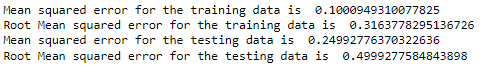 Mean squared error for the training data is  0.1000949310077825
Root Mean squared error for the training data is  0.3163778295136726
Mean squared error for the testing data is  0.24992776370322636
Root Mean squared error for the testing data is  0.4999277584843898